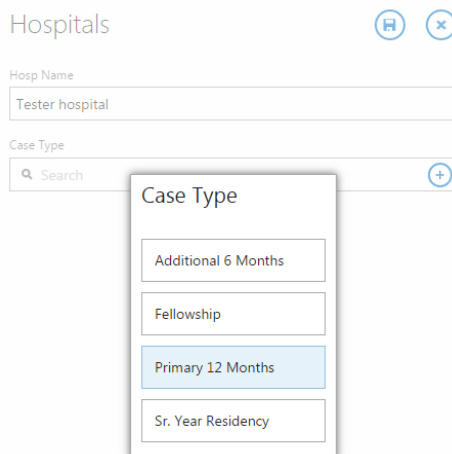 Hospitals
Hosp Name
Tester hospital
Case Type
Search
Case Type
Additional 6 Months
Fellowship
Primary 12 Months
Sr. Year Residency